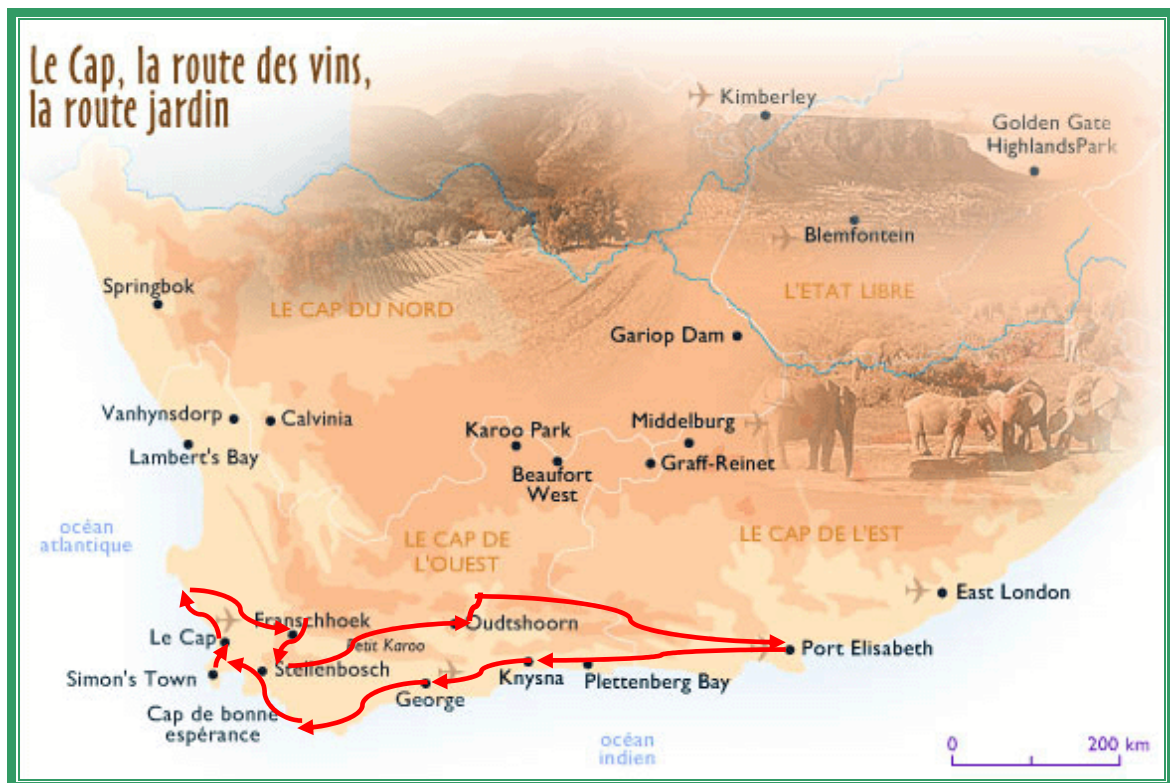 Le Cap, la route des vins,
la route jardin
Kimberley
Golden Gate
HighlandsPark
Blemfontein
Springbok
LE CAP DU NORD
L'ETAT LIBRE
Gariop Dam
Vanhynsdorp
Calvinia
Lambert's Bay
Karoo Park
Beaufort
West
Middelburg
Graff-Reinet
océan
atlantique
LE CAP DE
L'OUEST
LE CAP DE L'EST
East London
Franschhoek
Oudtshoorn
Le Cap
Petit Karoo
Port Elisabeth
Simon's Town
Stellenbosch
Knysna
Plettenberg Bay
George
Cap de bonne
espérance
océan
indien
0
200 km